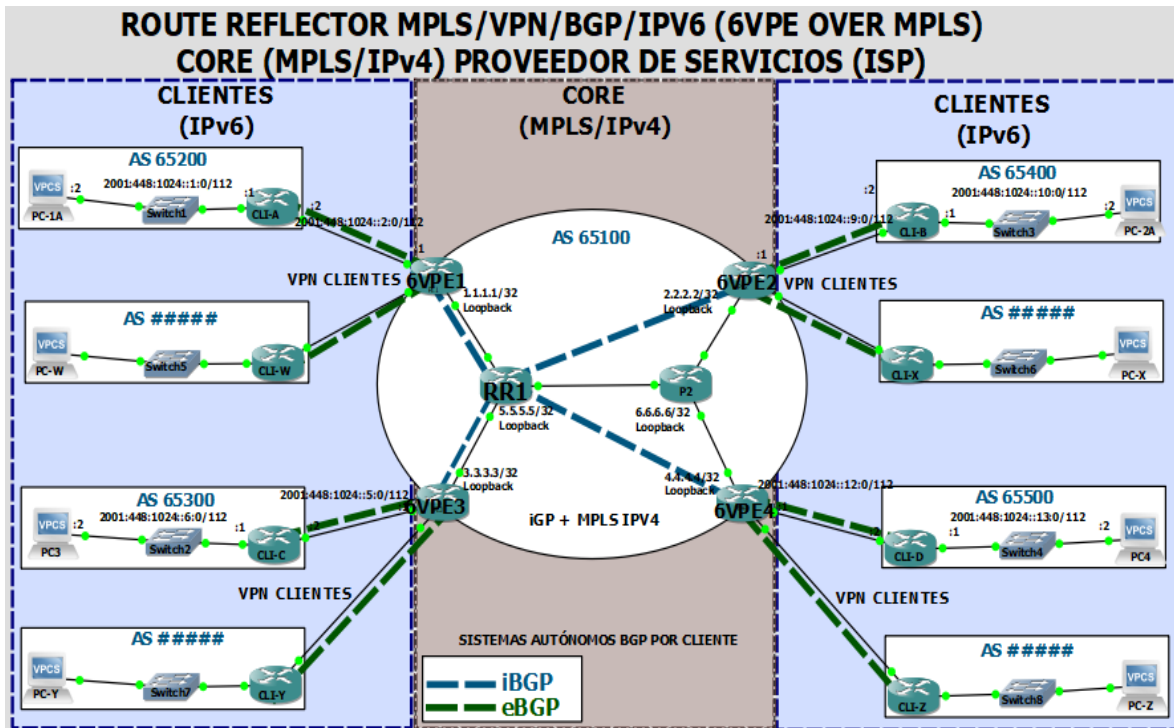 ROUTE REFLECTOR MPLS/VPN/BGP/IPV6 (6VPE OVER MPLS)
CORE (MPLS/IPv4) PROVEEDOR DE SERVICIOS (ISP)
CLIENTES
(IPv6)
CORE
(MPLS/IPv4)
CLIENTES
(IPv6)
AS 65200
VPCS
:2
2001:448:1024::1:0/112
:1
PC-1A
Switch1
CLI-A
:2
2001:448:1024::2:0/112
:1
VPN CLIENTES
6VPE1
1.1.1.1/32
Loopback
AS #####
VPCS
PC-W
Switch5
CLI-W
AS 65300
VPCS
:2
2001:448:1024::6:0/112
:1
PC3
Switch2
CLI-C
:2
2001:448:1024::5:0/112
6VPE3
3.3.3.3/32
Loopback
VPN CLIENTES
AS #####
VPCS
PC-Y
Switch7
CLI-Y
AS 65100
RR1
5.5.5.5/32
Loopback
P2
6.6.6.6/32
Loopback
iGP + MPLS IPV4
SISTEMAS AUTÓNOMOS BGP POR CLIENTE
iBGP
eBGP
AS 65400
:2
2001:448:1024::10:0/112
2001:448:1024::9:0/112
:1
:2
VPCS
CLI-B
Switch3
PC-2A
:1
6VPE2
VPN CLIENTES
2.2.2.2/32
Loopback
AS #####
VPCS
CLI-X
Switch6
PC-X
4.4.4.4/32
Loopback
2001:448:1024::12:0/112
6VPE4
:1
AS 65500
2001:448:1024::13:0/112
:2
:1
:2
VPCS
CLI-D
Switch4
PC4
VPN CLIENTES
AS #####
VPCS
CLI-Z
Switch8
PC-Z